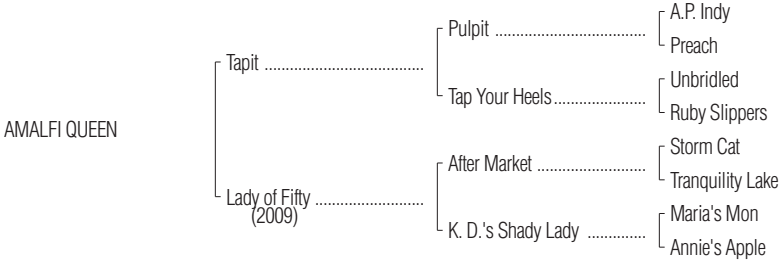 A.P. Indy
Pulpit ......................................
Preach
Tapit .......................................
Unbridled
Tap Your Heels.......................
Ruby Slippers
AMALFI QUEEN
Storm Cat
After Market ...........................
Tranquility Lake
Lady of Fifty ...........................
(2009)
Maria's Mon
K. D.'s Shady Lady ..............
Annie's Apple